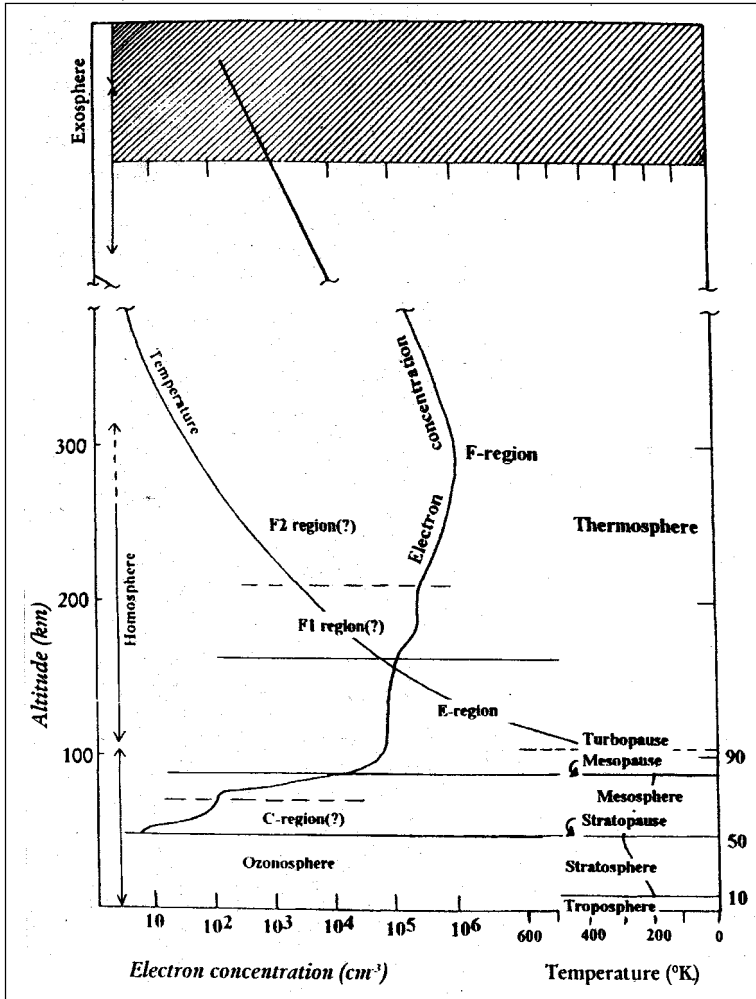 Exosphere
Temperature
Electron concentration
300
F-region
F2 region(?)
Thermosphere
200
Homosphere
F1 region(?)
Altitude (km)
E-region
Turbopause
100
90
Mesopause
Mesosphere
C-region(?)
Stratopause
50
Ozonosphere
Stratosphere
10
Troposphere
10 10² 10³ 10⁴ 10⁵ 10⁶ 600 400 200 0
Electron concentration (cm⁻³) Temperature (°K)